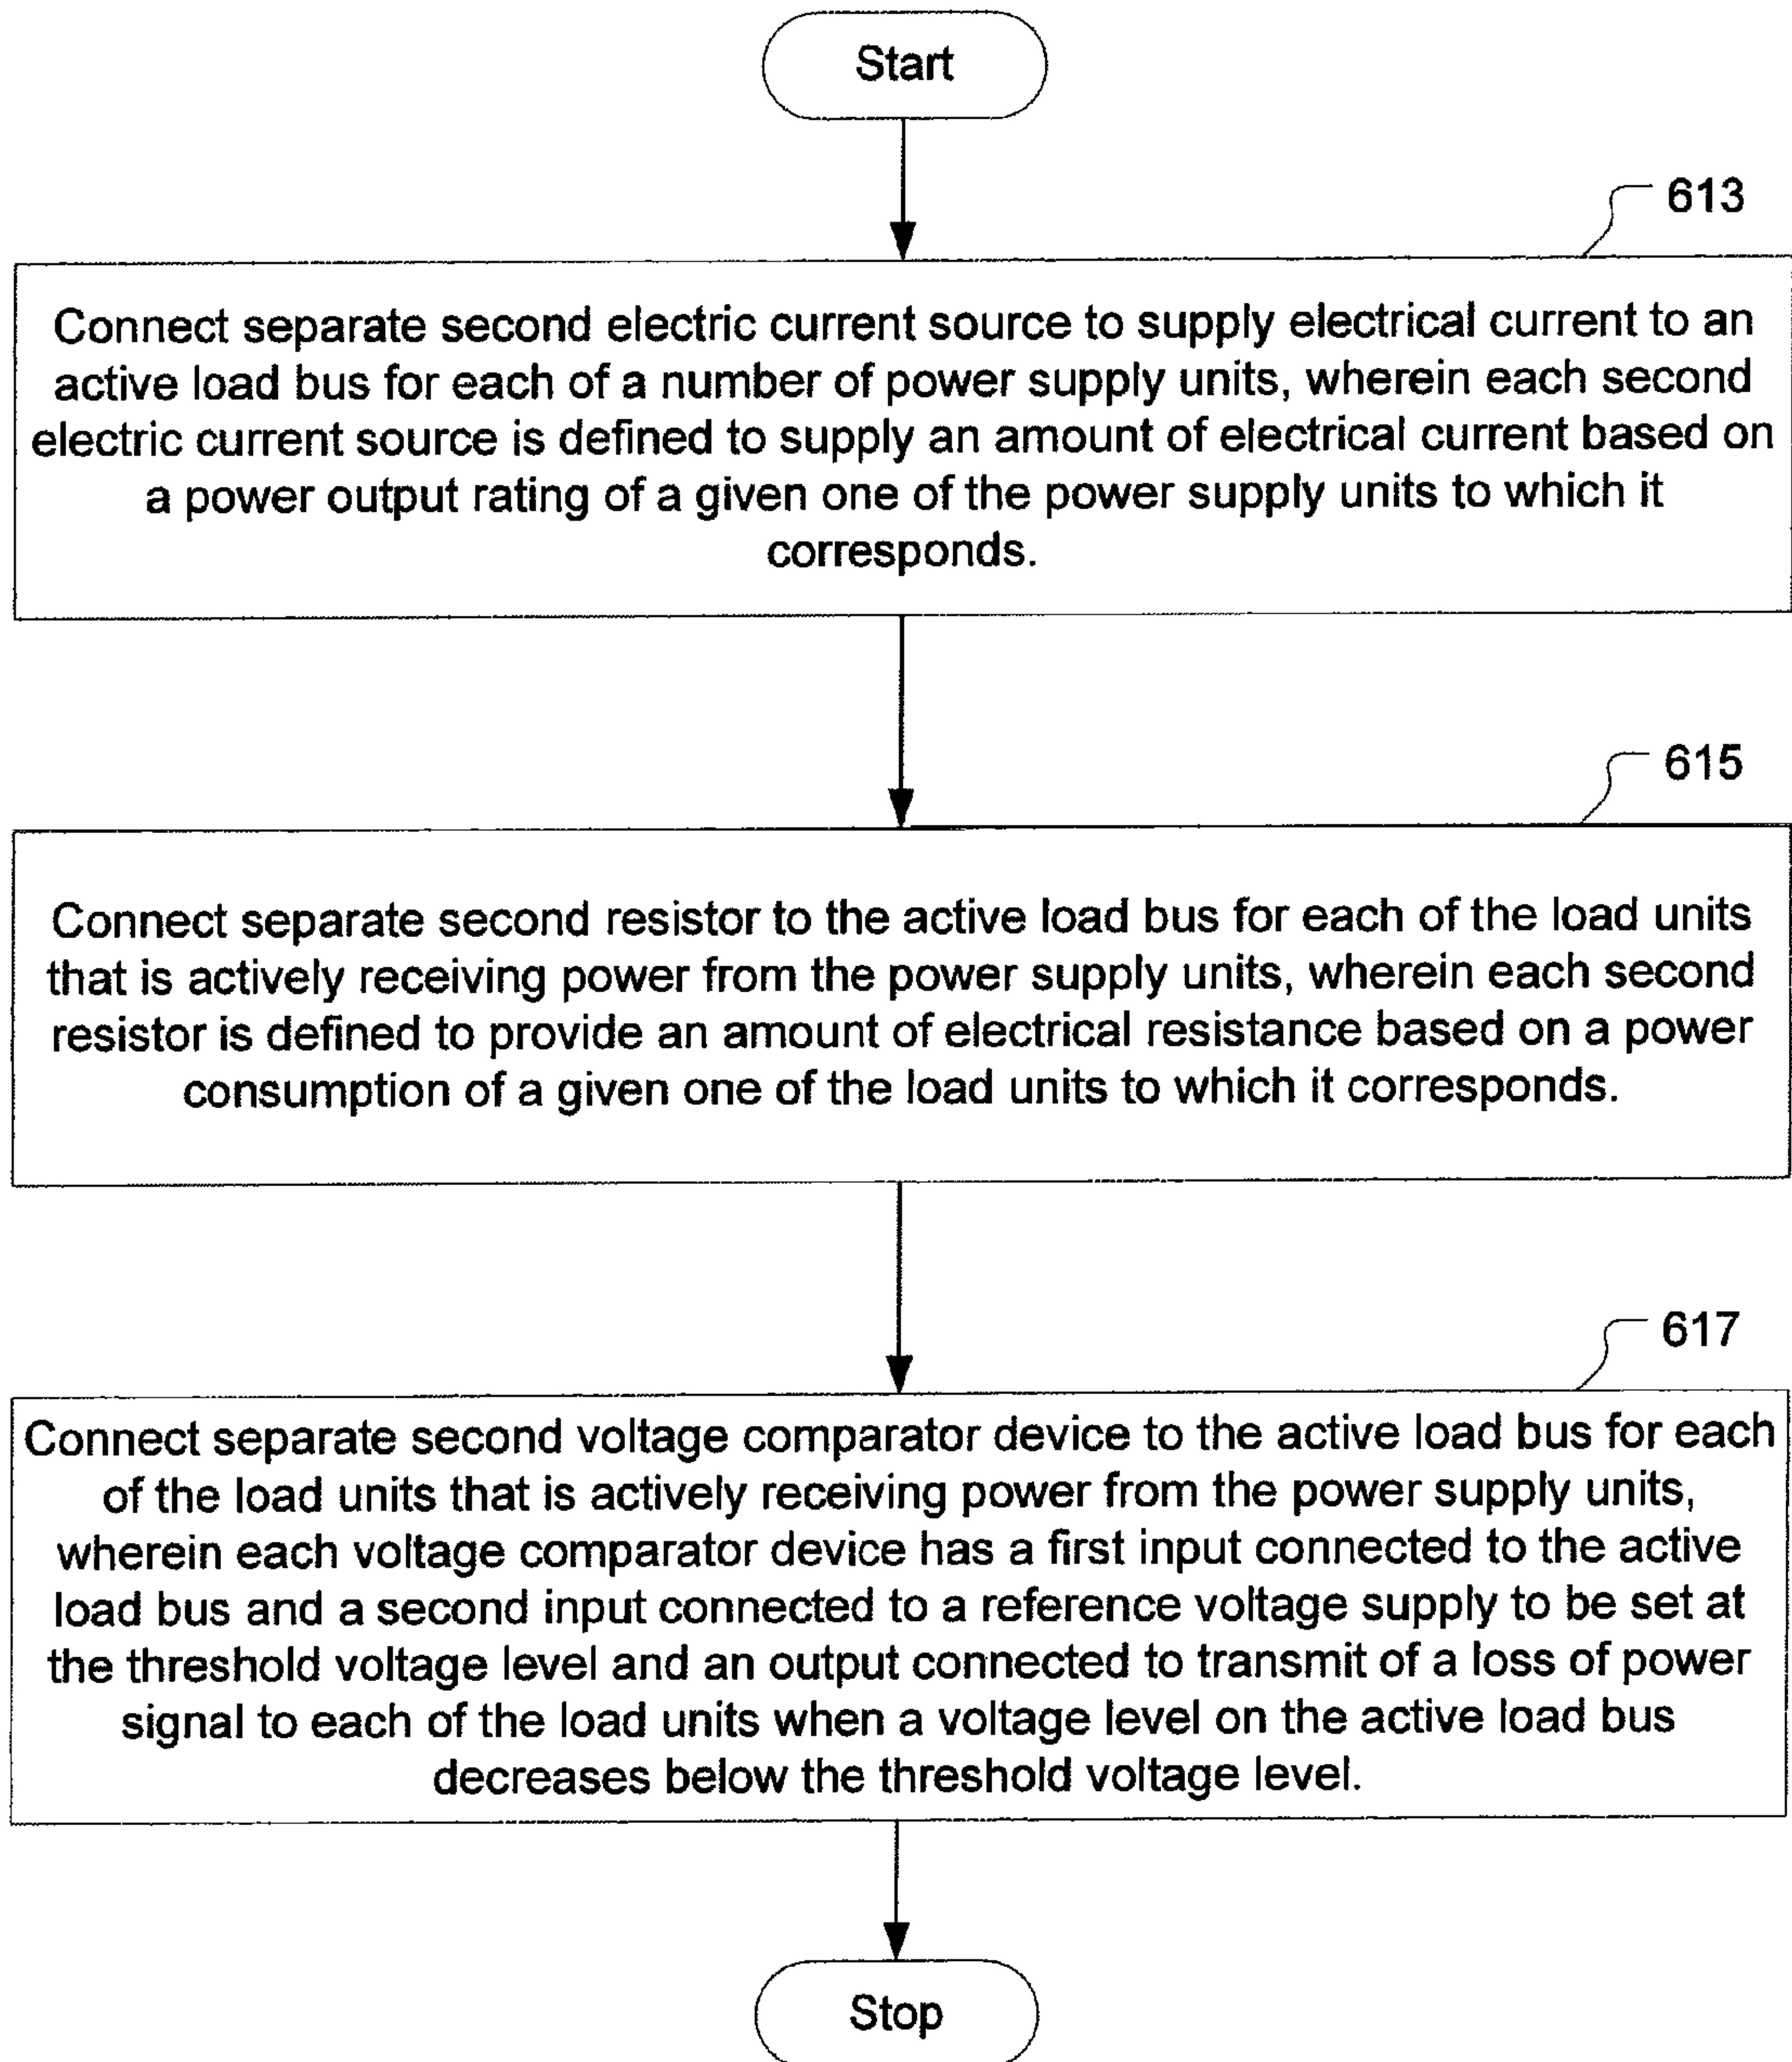 Start
613
Connect separate second electric current source to supply electrical current to an
active load bus for each of a number of power supply units, wherein each second
electric current source is defined to supply an amount of electrical current based on
a power output rating of a given one of the power supply units to which it
corresponds.
615
Connect separate second resistor to the active load bus for each of the load units
that is actively receiving power from the power supply units, wherein each second
resistor is defined to provide an amount of electrical resistance based on a power
consumption of a given one of the load units to which it corresponds.
617
Connect separate second voltage comparator device to the active load bus for each
of the load units that is actively receiving power from the power supply units,
wherein each voltage comparator device has a first input connected to the active
load bus and a second input connected to a reference voltage supply to be set at
the threshold voltage level and an output connected to transmit of a loss of power
signal to each of the load units when a voltage level on the active load bus
decreases below the threshold voltage level.
Stop